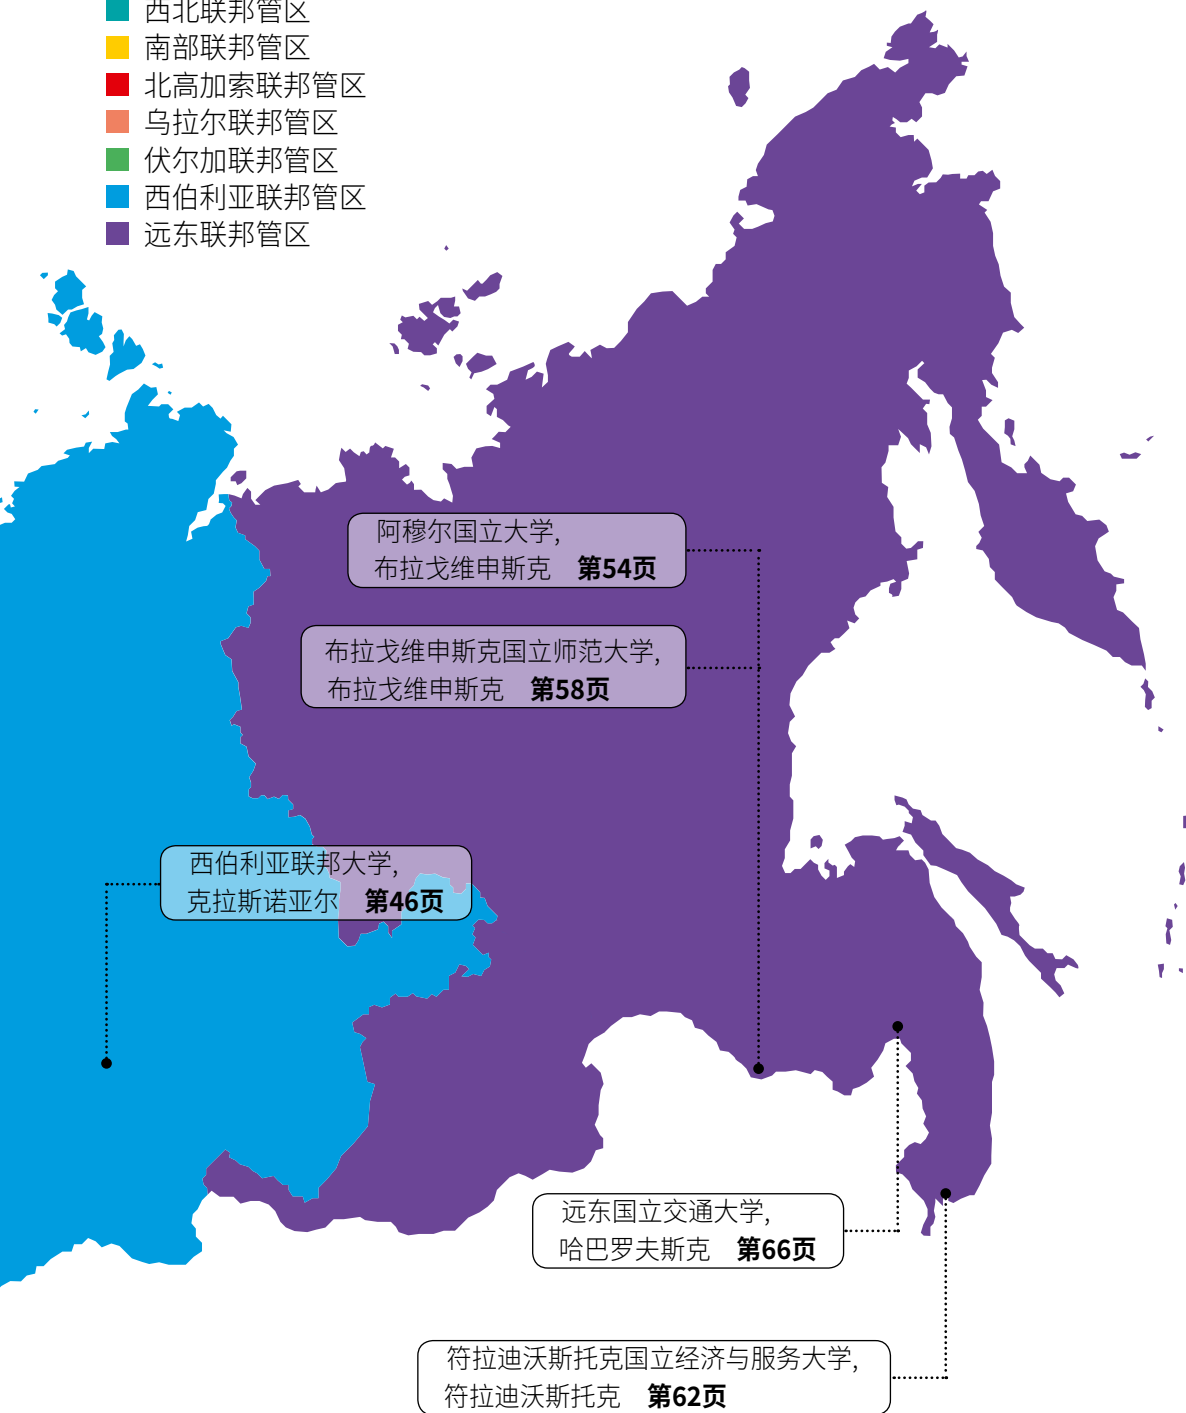 西北联邦管区
南部联邦管区
北高加索联邦管区
乌拉尔联邦管区
伏尔加联邦管区
西伯利亚联邦管区
远东联邦管区
阿穆尔国立大学,
布拉戈维申斯克 第54页
布拉戈维申斯克国立师范大学,
布拉戈维申斯克 第58页
西伯利亚联邦大学,
克拉斯诺亚尔 第46页
远东国立交通大学,
哈巴罗夫斯克 第66页
符拉迪沃斯托克国立经济与服务大学,
符拉迪沃斯托克 第62页